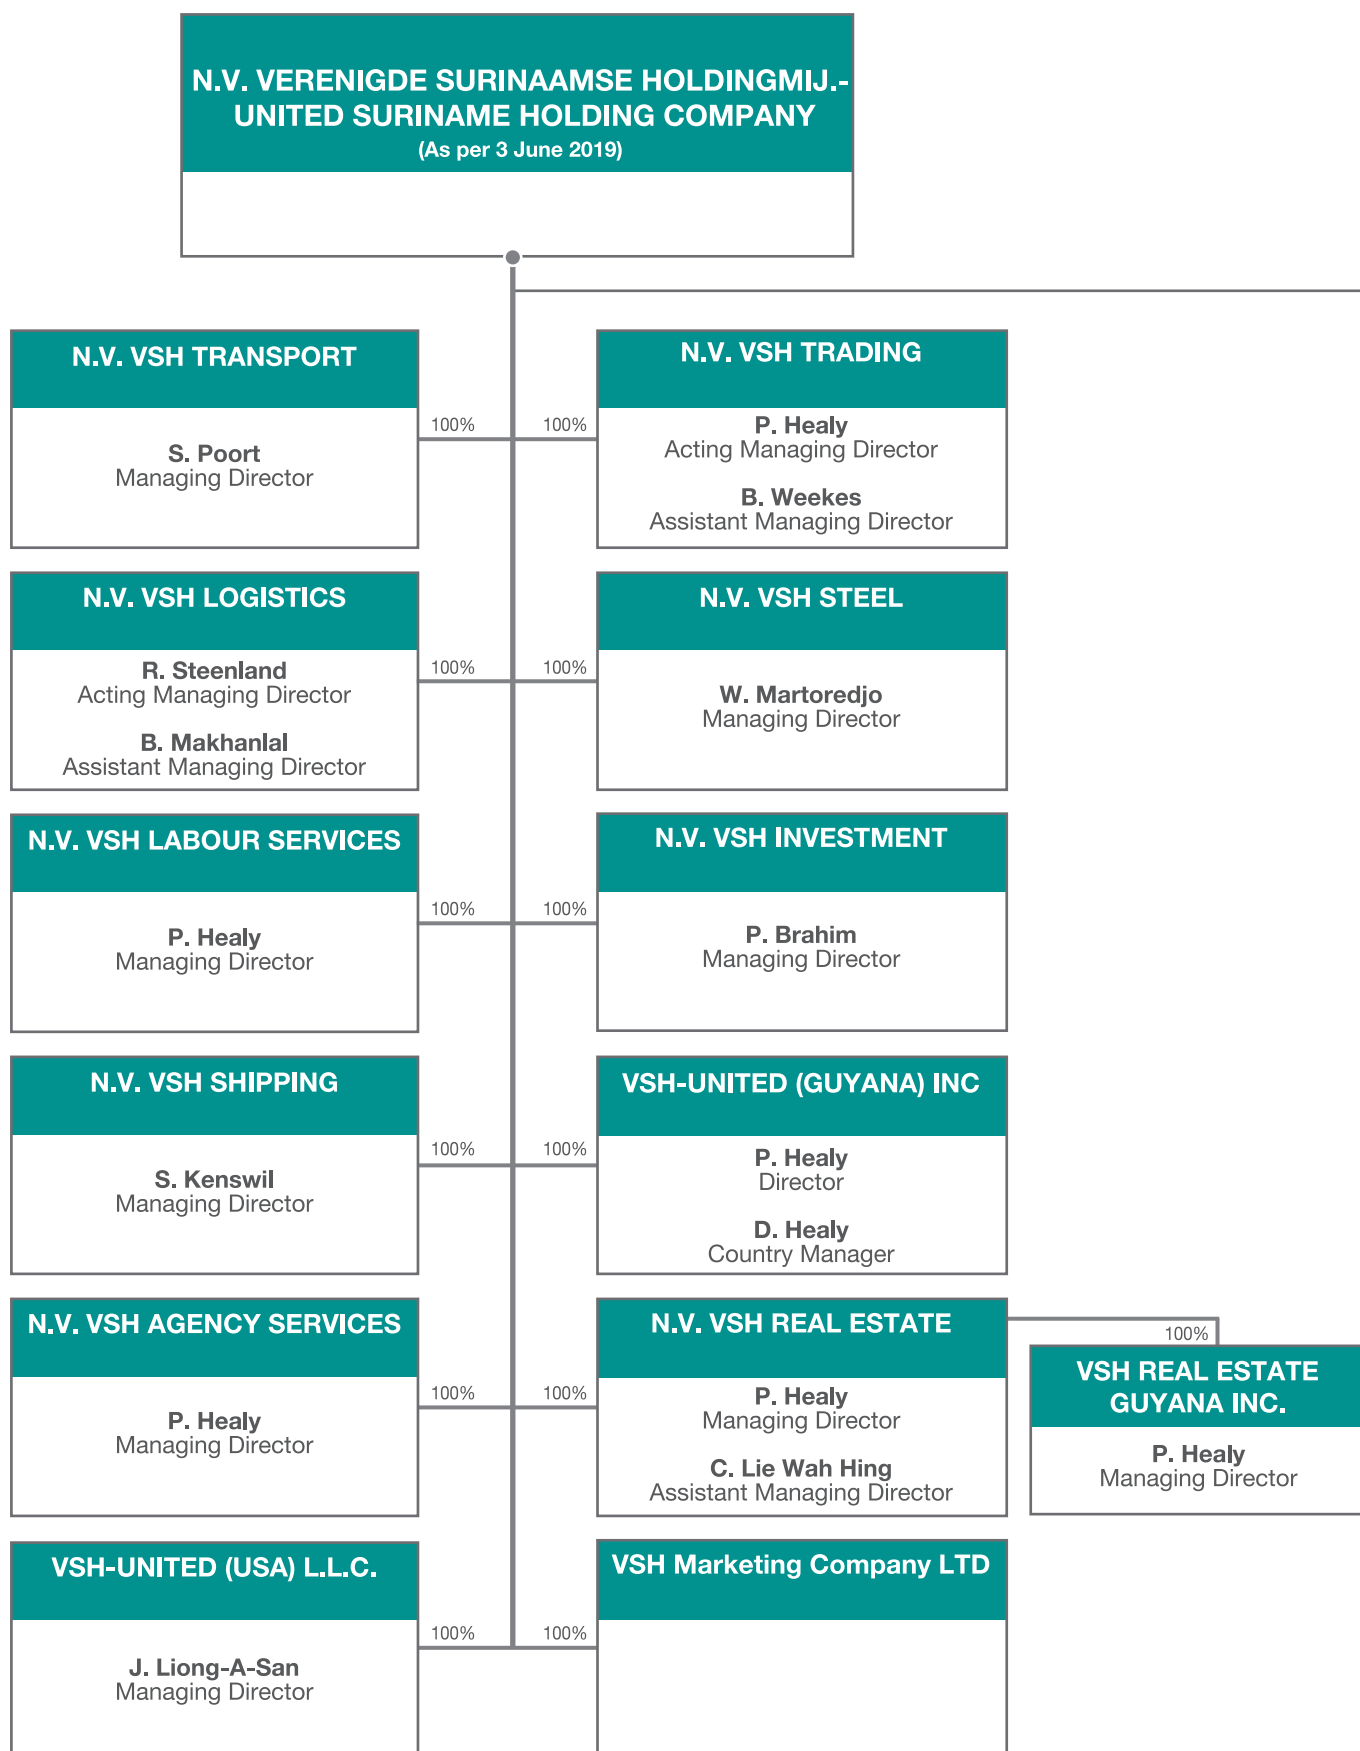 N.V. VERENIGDE SURINAAMSE HOLDINGMIJ.-
UNITED SURINAME HOLDING COMPANY
(As per 3 June 2019)
N.V. VSH TRANSPORT
S. Poort
Managing Director
100%
100%
N.V. VSH TRADING
P. Healy
Acting Managing Director
B. Weekes
Assistant Managing Director
N.V. VSH LOGISTICS
R. Steenland
Acting Managing Director
B. Makhanlal
Assistant Managing Director
100%
100%
N.V. VSH STEEL
W. Martoredjo
Managing Director
N.V. VSH LABOUR SERVICES
P. Healy
Managing Director
100%
100%
N.V. VSH INVESTMENT
P. Brahim
Managing Director
N.V. VSH SHIPPING
S. Kenswil
Managing Director
100%
100%
VSH-UNITED (GUYANA) INC
P. Healy
Director
D. Healy
Country Manager
N.V. VSH AGENCY SERVICES
P. Healy
Managing Director
100%
100%
N.V. VSH REAL ESTATE
P. Healy
Managing Director
C. Lie Wah Hing
Assistant Managing Director
100%
VSH REAL ESTATE
GUYANA INC.
P. Healy
Managing Director
VSH-UNITED (USA) L.L.C.
J. Liong-A-San
Managing Director
100%
100%
VSH Marketing Company LTD